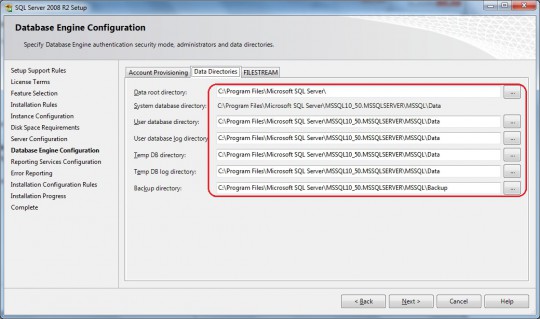 SQL Server 2008 R2 Setup
Database Engine Configuration
Specify Database Engine authentication security mode, administrators and data directories.
Setup Support Rules
License Terms
Feature Selection
Installation Rules
Instance Configuration
Disk Space Requirements
Server Configuration
Database Engine Configuration
Reporting Services Configuration
Error Reporting
Installation Configuration Rules
Installation Progress
Complete
Account Provisioning Data Directories FILESTREAM
Data root directory: C:\Program Files\Microsoft SQL Server\ ...
System database directory: C:\Program Files\Microsoft SQL Server\MSSQL10_50.MSSQLSERVER\MSSQL\Data
User database directory: C:\Program Files\Microsoft SQL Server\MSSQL10_50.MSSQLSERVER\MSSQL\Data ...
User database log directory: C:\Program Files\Microsoft SQL Server\MSSQL10_50.MSSQLSERVER\MSSQL\Data ...
Temp DB directory: C:\Program Files\Microsoft SQL Server\MSSQL10_50.MSSQLSERVER\MSSQL\Data ...
Temp DB log directory: C:\Program Files\Microsoft SQL Server\MSSQL10_50.MSSQLSERVER\MSSQL\Data ...
Backup directory: C:\Program Files\Microsoft SQL Server\MSSQL10_50.MSSQLSERVER\MSSQL\Backup ...
< Back Next > Cancel Help